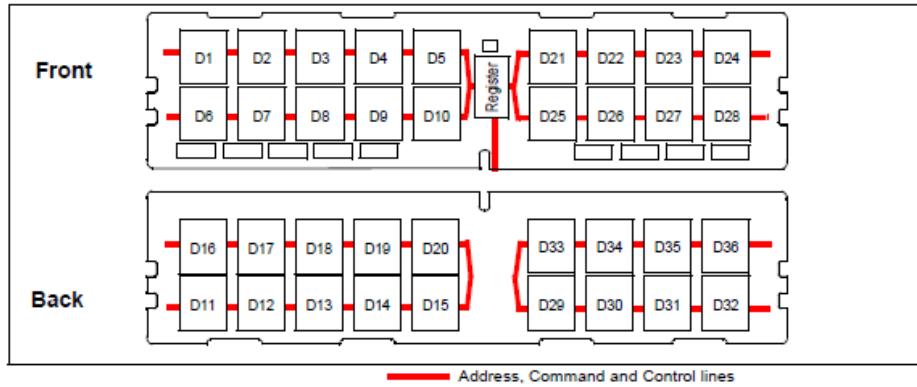 D1 D2 D3 D4 D5 D21 D22 D23 D24
Front
Register
D6 D7 D8 D9 D10 D25 D26 D27 D28
D16 D17 D18 D19 D20 D33 D34 D35 D36
Back
D11 D12 D13 D14 D15 D29 D30 D31 D32
Address, Command and Control lines